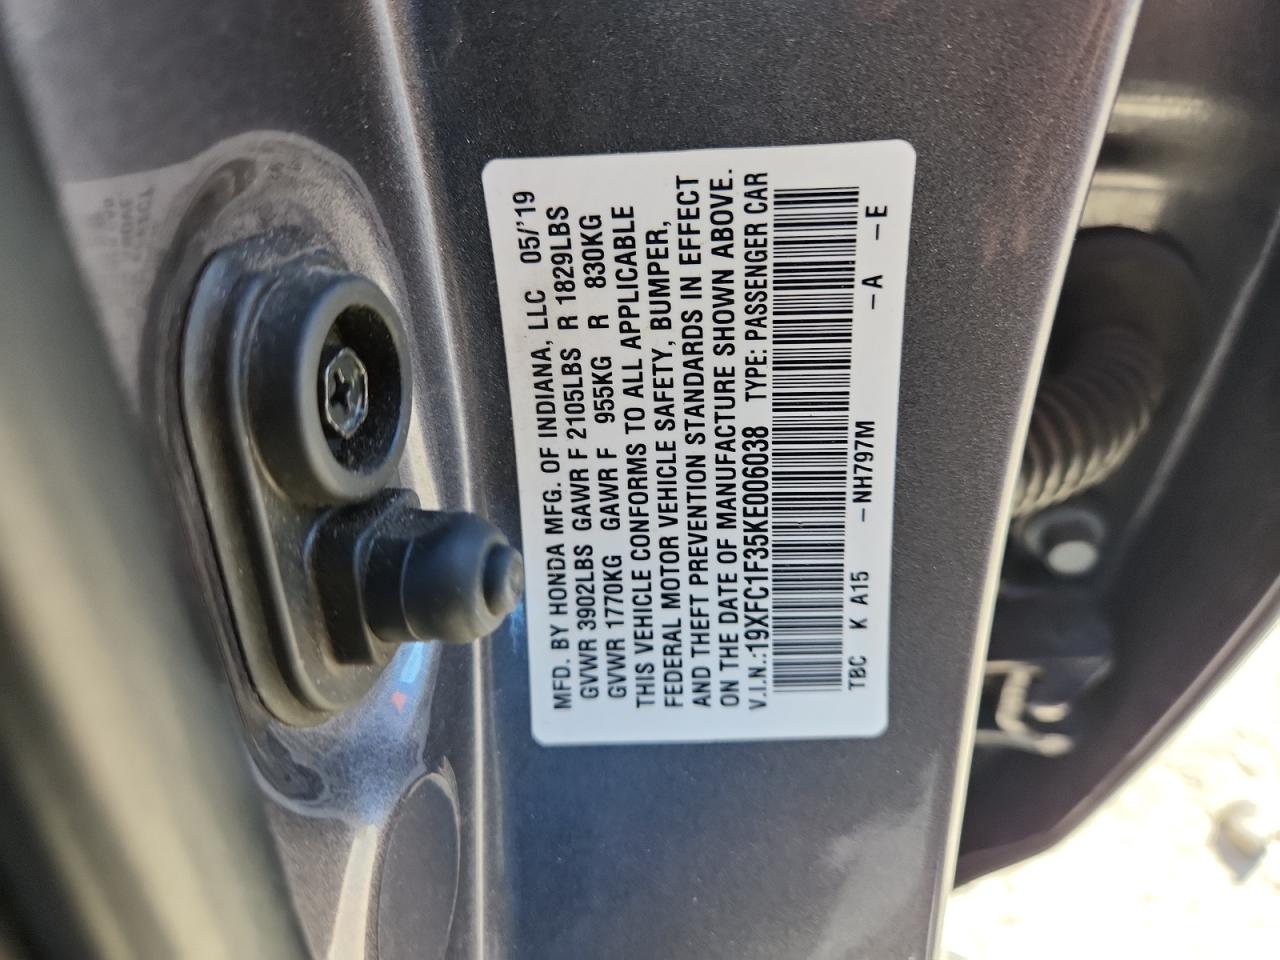 MFD. BY HONDA MFG. OF INDIANA, LLC 05/'19
GVWR 3902LBS GAWR F 2105LBS R 1829LBS
GVWR 1770KG GAWR F 955KG R 830KG
THIS VEHICLE CONFORMS TO ALL APPLICABLE
FEDERAL MOTOR VEHICLE SAFETY, BUMPER,
AND THEFT PREVENTION STANDARDS IN EFFECT
ON THE DATE OF MANUFACTURE SHOWN ABOVE.
V.I.N.:19XFC1F35KE006038 TYPE: PASSENGER CAR
TBC K A15 -NH797M -A -E